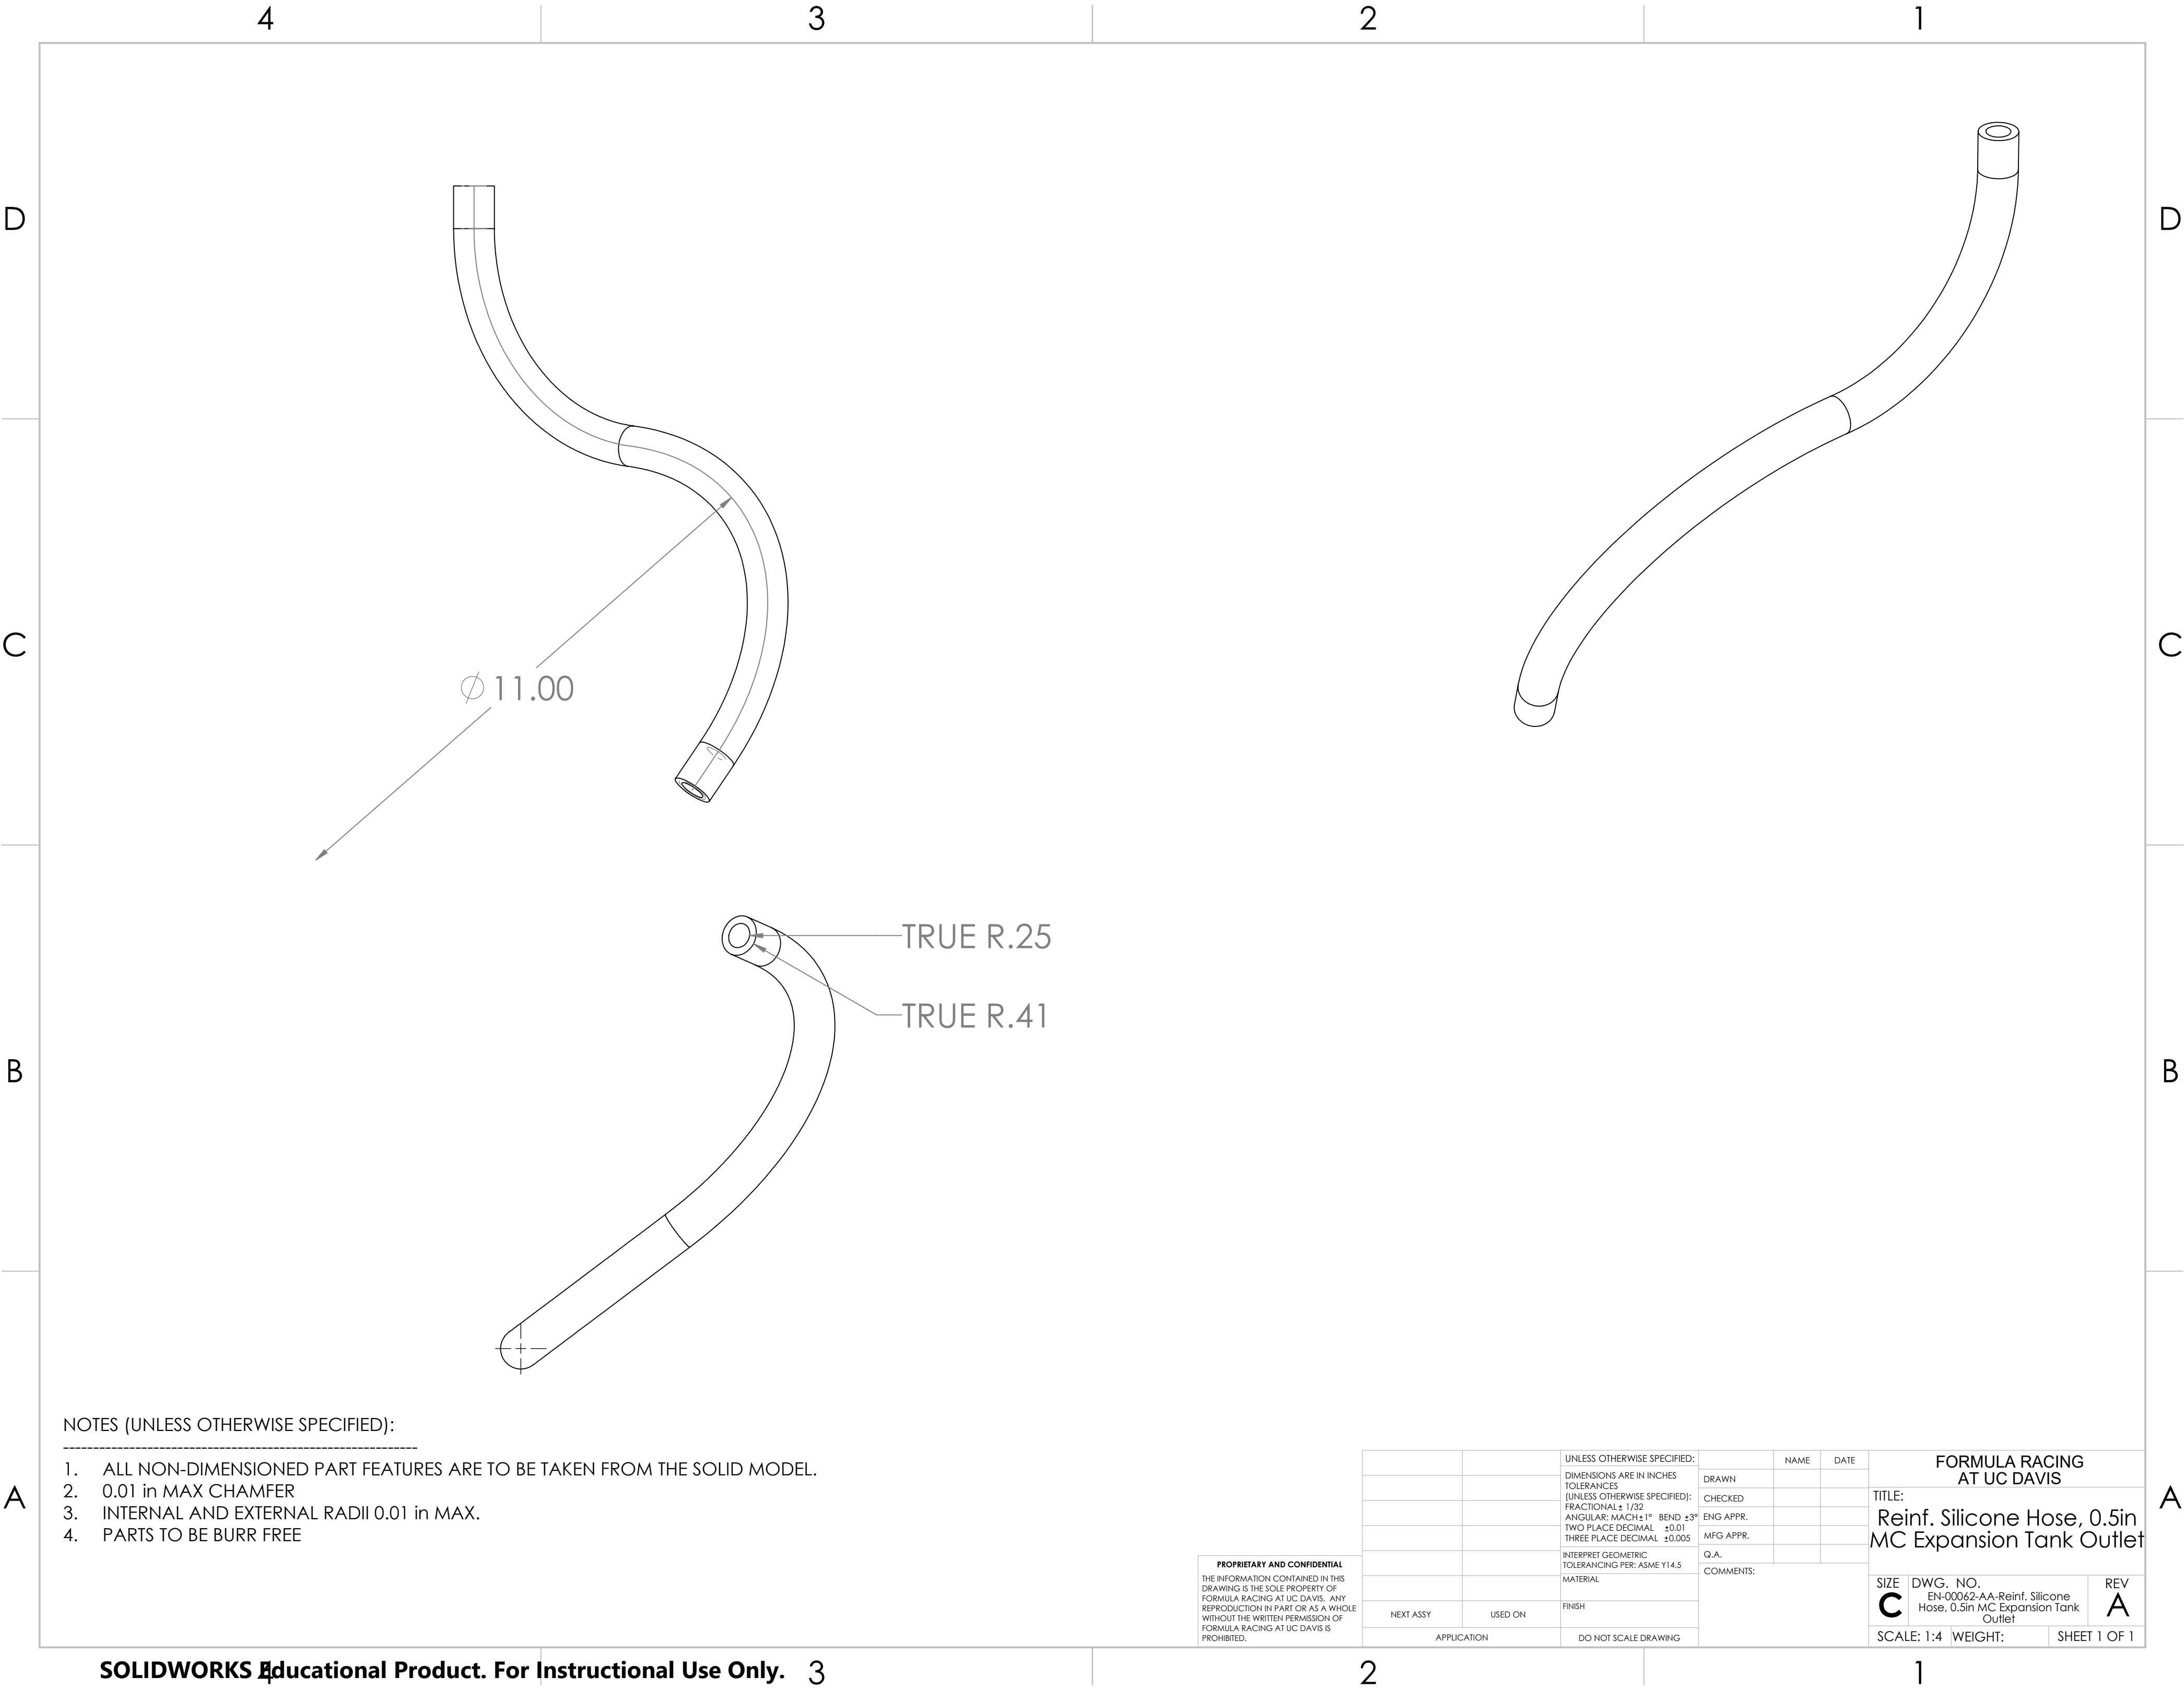 4 3 2 1
D D
C C
⌀ 11.00
TRUE R.25
TRUE R.41
B B
NOTES (UNLESS OTHERWISE SPECIFIED):
-----------------------------------------------------------
1. ALL NON-DIMENSIONED PART FEATURES ARE TO BE TAKEN FROM THE SOLID MODEL.
2. 0.01 in MAX CHAMFER
3. INTERNAL AND EXTERNAL RADII 0.01 in MAX.
4. PARTS TO BE BURR FREE
A A
PROPRIETARY AND CONFIDENTIAL
THE INFORMATION CONTAINED IN THIS
DRAWING IS THE SOLE PROPERTY OF
FORMULA RACING AT UC DAVIS. ANY
REPRODUCTION IN PART OR AS A WHOLE
WITHOUT THE WRITTEN PERMISSION OF
FORMULA RACING AT UC DAVIS IS
PROHIBITED.
NEXT ASSY USED ON
APPLICATION
UNLESS OTHERWISE SPECIFIED:
DIMENSIONS ARE IN INCHES
TOLERANCES
(UNLESS OTHERWISE SPECIFIED):
FRACTIONAL± 1/32
ANGULAR: MACH±1° BEND ±3°
TWO PLACE DECIMAL ±0.01
THREE PLACE DECIMAL ±0.005
INTERPRET GEOMETRIC
TOLERANCING PER: ASME Y14.5
MATERIAL
FINISH
DO NOT SCALE DRAWING
NAME DATE
DRAWN
CHECKED
ENG APPR.
MFG APPR.
Q.A.
COMMENTS:
FORMULA RACING
AT UC DAVIS
TITLE:
Reinf. Silicone Hose, 0.5in
MC Expansion Tank Outlet
SIZE DWG. NO. REV
C EN-00062-AA-Reinf. Silicone A
Hose, 0.5in MC Expansion Tank
Outlet
SCALE: 1:4 WEIGHT: SHEET 1 OF 1
SOLIDWORKS Educational Product. For Instructional Use Only.
4 3 2 1